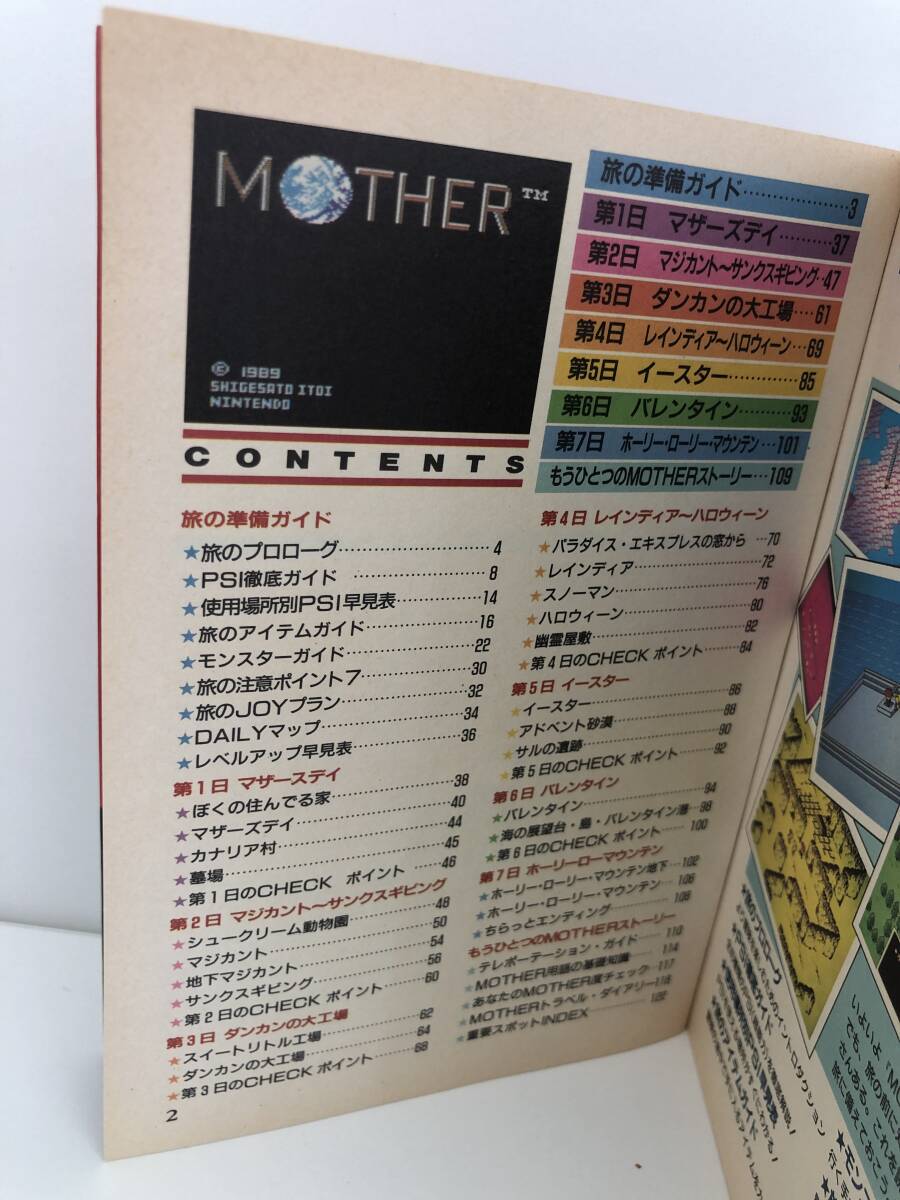 MOTHER™
© 1989
SHIGESATO ITOI
NINTENDO
CONTENTS
旅の準備ガイド…………3
第1日 マザーズデイ…………37
第2日 マジカント〜サンクスギビング‥47
第3日 ダンカンの大工場‥‥61
第4日 レインディア〜ハロウィーン‥‥69
第5日 イースター…………85
第6日 バレンタイン…………93
第7日 ホーリー・ローリー・マウンテン…101
もうひとつのMOTHERストーリー…109
旅の準備ガイド
★旅のプロローグ…………4
★PSI徹底ガイド…………8
★使用場所別PSI早見表…………14
★旅のアイテムガイド…………16
★モンスターガイド…………22
★旅の注意ポイント7…………30
★旅のJOYプラン…………32
★DAILYマップ…………34
★レベルアップ早見表…………36
第1日 マザーズデイ
★ぼくの住んでる家…………38
★マザーズデイ…………40
★カナリア村…………44
★墓場…………45
★第1日のCHECK ポイント…………46
第2日 マジカント〜サンクスギビング
★シュークリーム動物園…………48
★マジカント…………50
★地下マジカント…………54
★サンクスギビング…………56
★第2日のCHECK ポイント…………60
第3日 ダンカンの大工場
★スイートリトル工場…………62
★ダンカンの大工場…………64
★第3日のCHECK ポイント…………68
第4日 レインディア〜ハロウィーン
★パラダイス・エキスプレスの窓から…70
★レインディア…………72
★スノーマン…………76
★ハロウィーン…………80
★幽霊屋敷…………82
★第4日のCHECK ポイント…………84
第5日 イースター
★イースター…………86
★アドベント砂漠…………88
★サルの遺跡…………90
★第5日のCHECK ポイント…………92
第6日 バレンタイン
★バレンタイン…………94
★海の展望台・島・バレンタイン港…98
★第6日のCHECK ポイント……100
第7日 ホーリーローマウンテン
★ホーリー・ローリー・マウンテン地下…102
★ホーリー・ローリー・マウンテン……106
★ちらっとエンディング…………108
もうひとつのMOTHERストーリー
★テレポーテーション・ガイド……110
★MOTHER用語の基礎知識……114
★あなたのMOTHER度チェック…117
★MOTHERトラベル・ダイアリー…118
★重要スポットINDEX…………122
2
★旅のプロローグ
いよいよ『M
でも、旅の前に
さんある。これを
旅に備えておこう